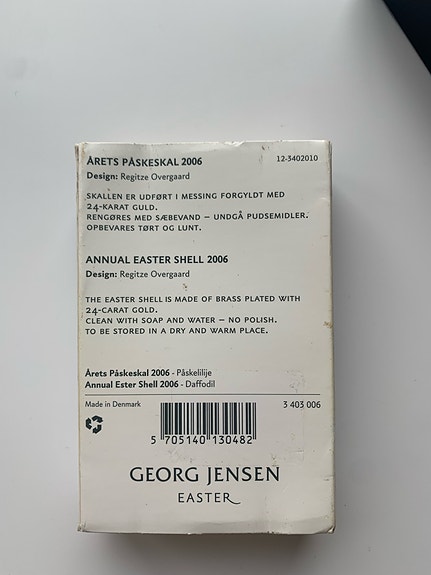 ÅRETS PÅSKESKAL 2006 12-3402010
Design: Regitze Overgaard
SKALLEN ER UDFØRT I MESSING FORGYLDT MED
24-KARAT GULD.
RENGØRES MED SÆBEVAND – UNDGÅ PUDSEMIDLER.
OPBEVARES TØRT OG LUNT.
ANNUAL EASTER SHELL 2006
Design: Regitze Overgaard
THE EASTER SHELL IS MADE OF BRASS PLATED WITH
24-CARAT GOLD.
CLEAN WITH SOAP AND WATER – NO POLISH.
TO BE STORED IN A DRY AND WARM PLACE.
Årets Påskeskal 2006 - Påskelilje
Annual Ester Shell 2006 - Daffodil
Made in Denmark 3 403 006
5 705140 130482
GEORG JENSEN
EASTER